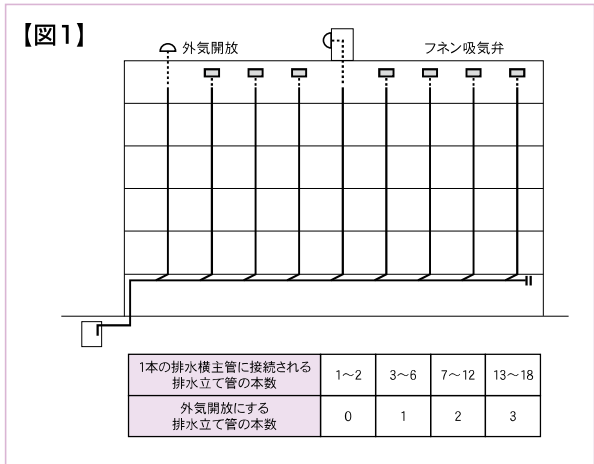 【図1】
外気開放
フネン吸気弁
1本の排水横主管に接続される
排水立て管の本数
1～2
3～6
7～12
13～18
外気開放にする
排水立て管の本数
0
1
2
3